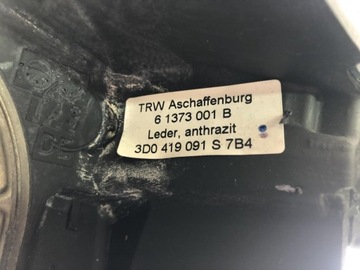 TRW Aschaffenburg
6 1373 001 B
Leder, anthrazit
3D0 419 091 S 7B4